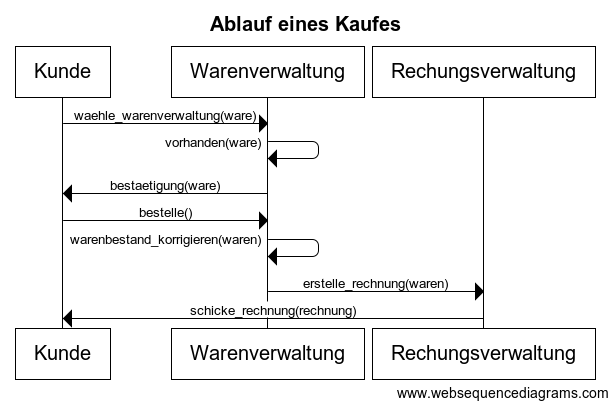 Ablauf eines Kaufes
Kunde Warenverwaltung Rechungsverwaltung
waehle_warenverwaltung(ware)
vorhanden(ware)
bestaetigung(ware)
bestelle()
warenbestand_korrigieren(waren)
erstelle_rechnung(waren)
schicke_rechnung(rechnung)
Kunde Warenverwaltung Rechungsverwaltung
www.websequencediagrams.com